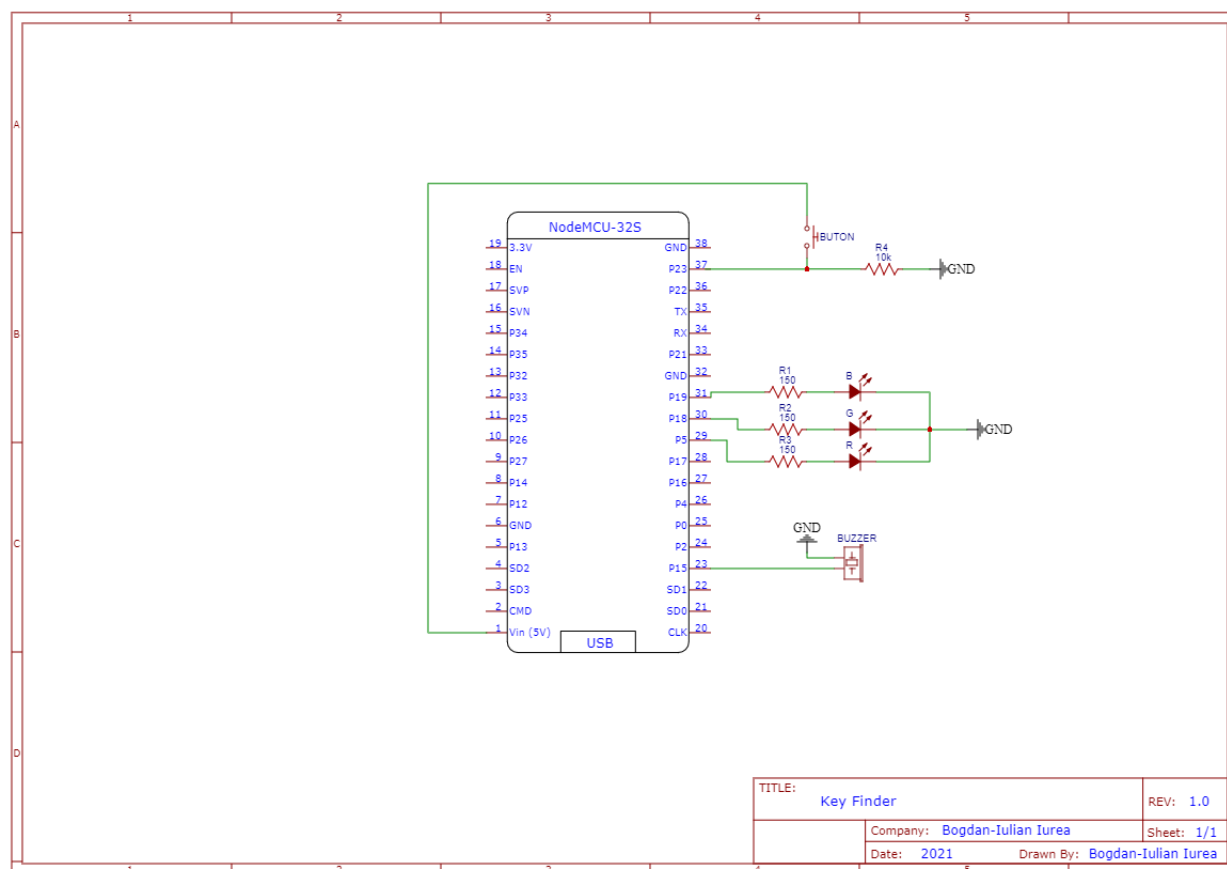 1 2 3 4 5
A
B
C
D
NodeMCU-32S
19 3.3V GND 38
18 EN P23 37
17 SVP P22 36
16 SVN TX 35
15 P34 RX 34
14 P35 P21 33
13 P32 GND 32
12 P33 P19 31
11 P25 P18 30
10 P26 P5 29
9 P27 P17 28
8 P14 P16 27
7 P12 P4 26
6 GND P0 25
5 P13 P2 24
4 SD2 P15 23
3 SD3 SD1 22
2 CMD SD0 21
1 Vin (5V) CLK 20
USB
BUTON
R4
10k
GND
R1
150
B
R2
150
G
GND
R3
150
R
GND
BUZZER
TITLE:
Key Finder
REV: 1.0
Company: Bogdan-Iulian Iurea
Sheet: 1/1
Date: 2021
Drawn By: Bogdan-Iulian Iurea
1 2 3 4 5